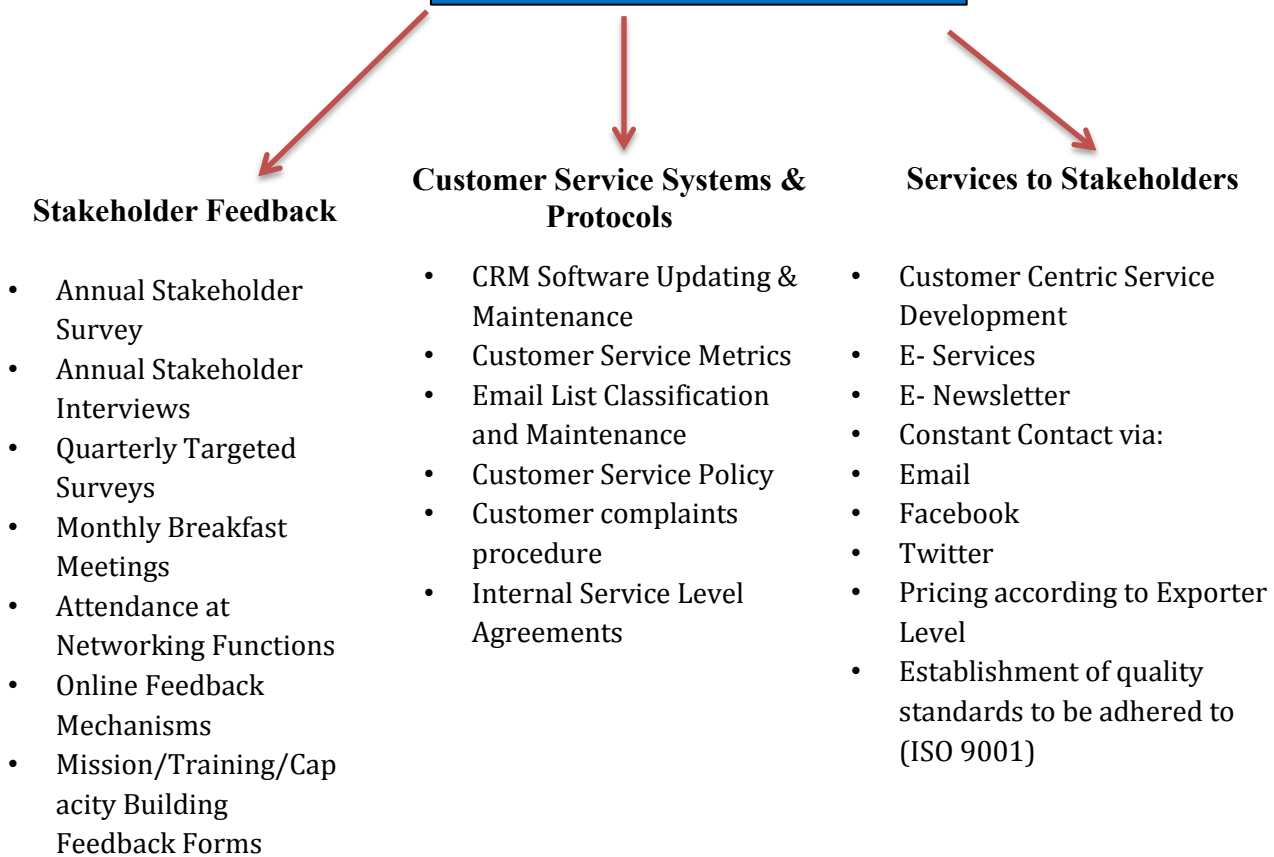 Stakeholder Feedback
• Annual Stakeholder
Survey
• Annual Stakeholder
Interviews
• Quarterly Targeted
Surveys
• Monthly Breakfast
Meetings
• Attendance at
Networking Functions
• Online Feedback
Mechanisms
• Mission/Training/Cap
acity Building
Feedback Forms
Customer Service Systems &
Protocols
• CRM Software Updating &
Maintenance
• Customer Service Metrics
• Email List Classification
and Maintenance
• Customer Service Policy
• Customer complaints
procedure
• Internal Service Level
Agreements
Services to Stakeholders
• Customer Centric Service
Development
• E- Services
• E- Newsletter
• Constant Contact via:
• Email
• Facebook
• Twitter
• Pricing according to Exporter
Level
• Establishment of quality
standards to be adhered to
(ISO 9001)